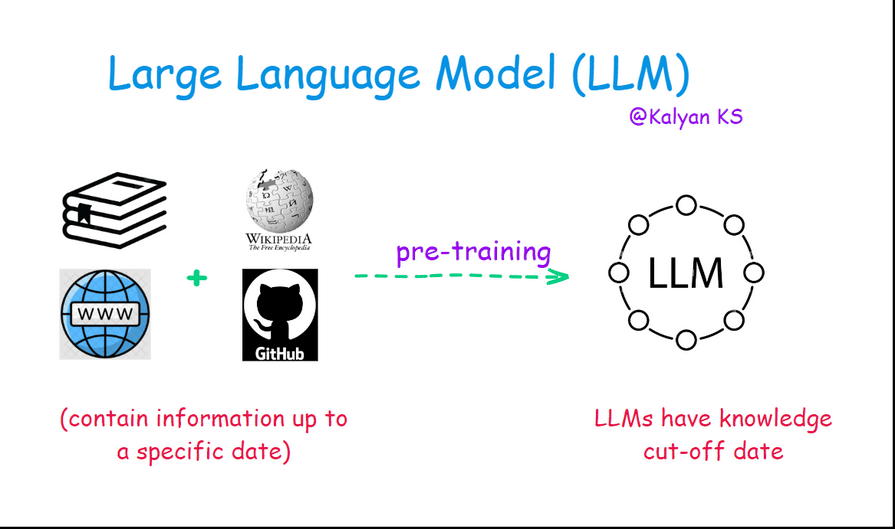 Large Language Model (LLM)
@Kalyan KS
WIKIPEDIA
The Free Encyclopedia
WWW
GitHub
pre-training
LLM
(contain information up to
a specific date)
LLMs have knowledge
cut-off date